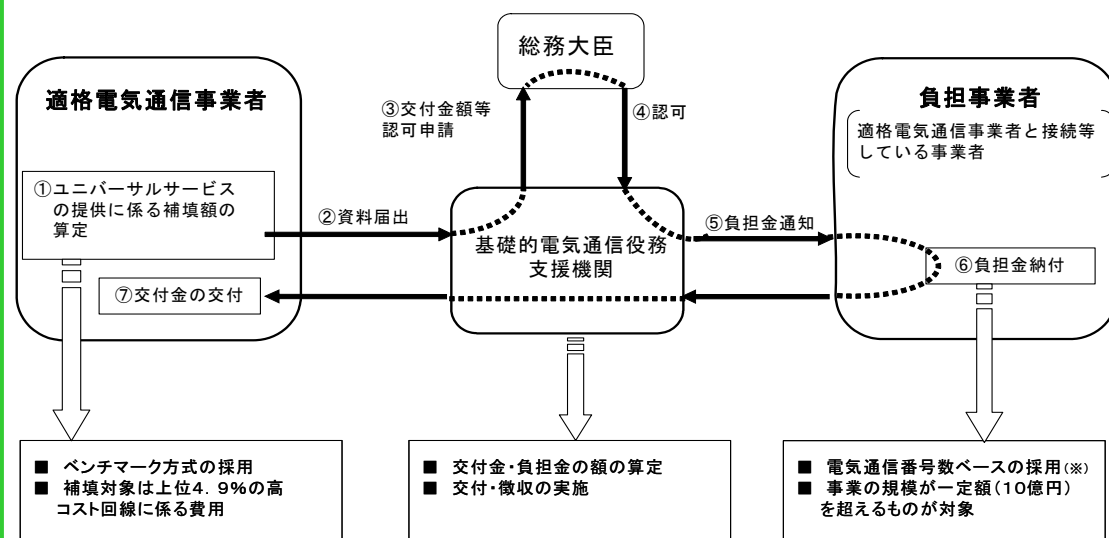 総務大臣
適格電気通信事業者
③交付金額等
認可申請
④認可
負担事業者
適格電気通信事業者と接続等
している事業者
①ユニバーサルサービス
の提供に係る補填額の
算定
②資料届出
基礎的電気通信役務
支援機関
⑤負担金通知
⑥負担金納付
⑦交付金の交付
■ ベンチマーク方式の採用
■ 補填対象は上位4．9％の高
コスト回線に係る費用
■ 交付金・負担金の額の算定
■ 交付・徴収の実施
■ 電気通信番号数ベースの採用(※)
■ 事業の規模が一定額(10億円)
を超えるものが対象